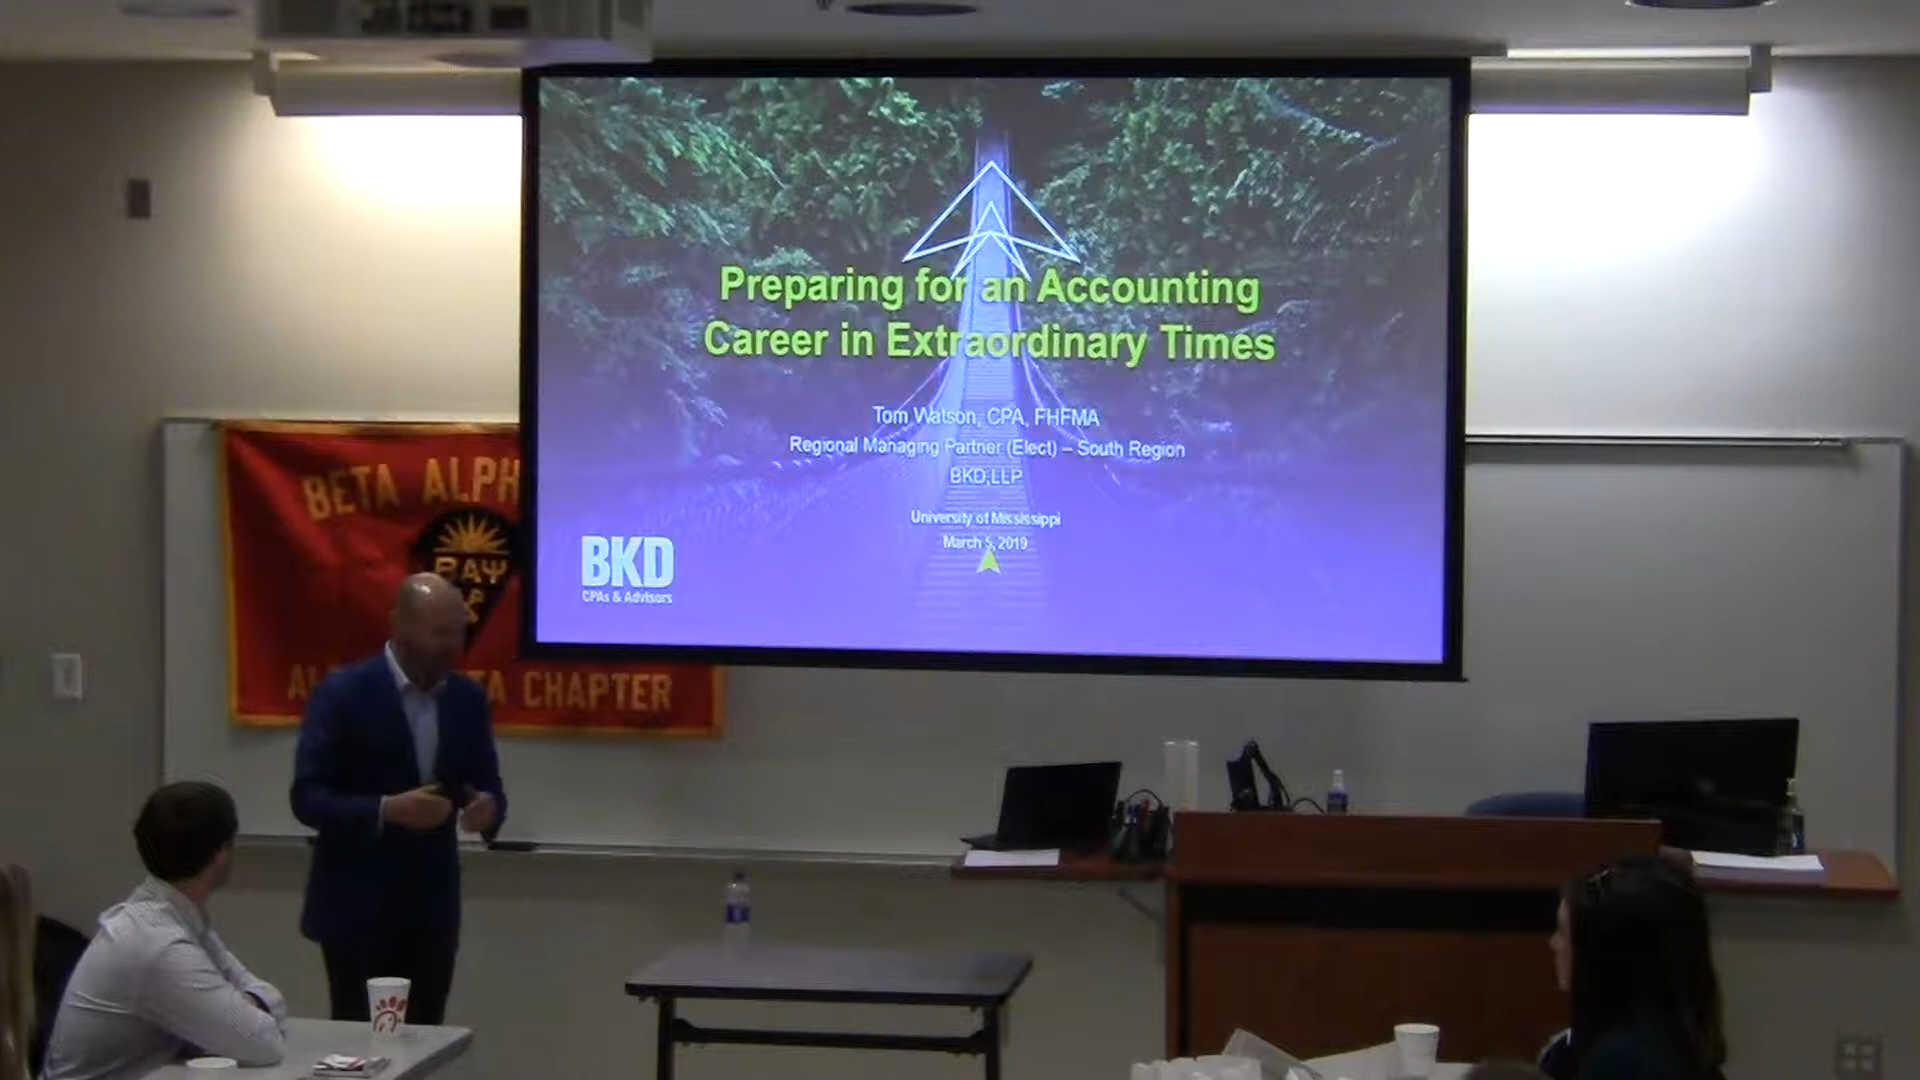 Preparing for an Accounting
Career in Extraordinary Times
Tom Watson, CPA, FHFMA
Regional Managing Partner (Elect) – South Region
BKD,LLP
University of Mississippi
March 5, 2019
BKD
CPAs & Advisors
BETA ALPH
ΒΑΨ
TA CHAPTER